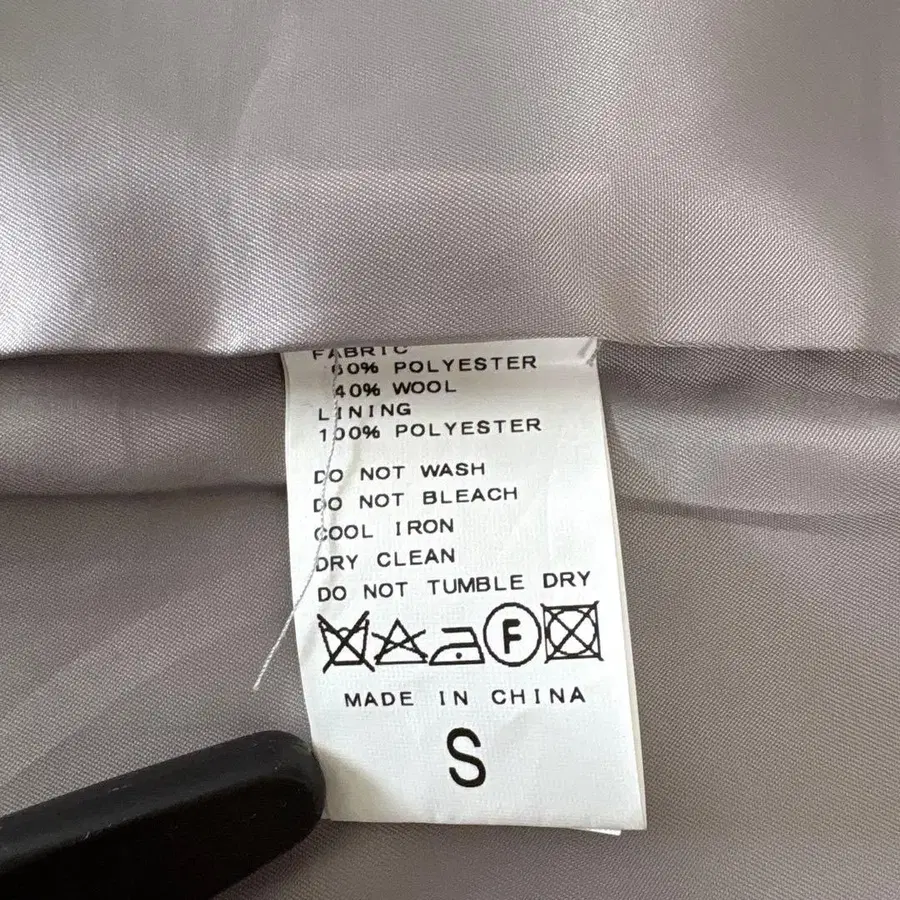 FABRIC
60% POLYESTER
40% WOOL
LINING
100% POLYESTER
DO NOT WASH
DO NOT BLEACH
COOL IRON
DRY CLEAN
DO NOT TUMBLE DRY
F
MADE IN CHINA
S